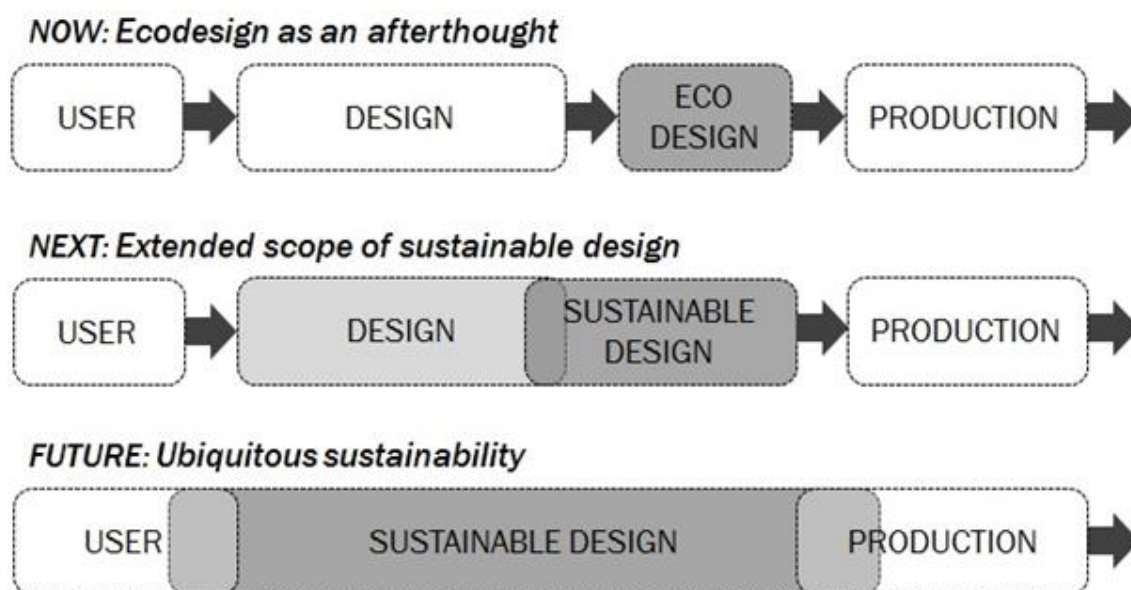 NOW: Ecodesign as an afterthought
USER
DESIGN
ECO
DESIGN
PRODUCTION
NEXT: Extended scope of sustainable design
USER
DESIGN
SUSTAINABLE
DESIGN
PRODUCTION
FUTURE: Ubiquitous sustainability
USER
SUSTAINABLE DESIGN
PRODUCTION